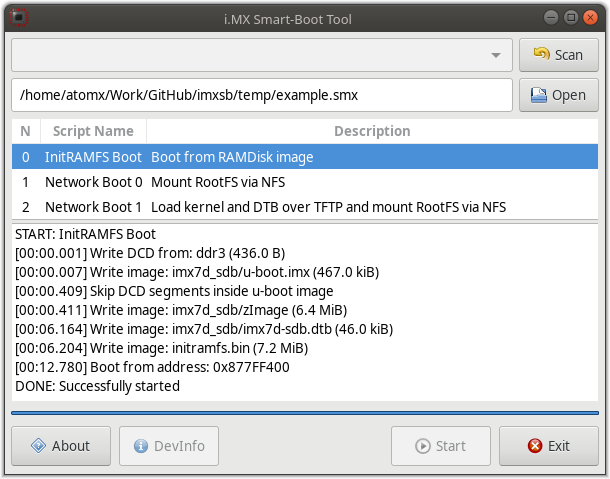 i.MX Smart-Boot Tool
Scan
/home/atomx/Work/GitHub/imxsb/temp/example.smx
Open
N Script Name Description
0 InitRAMFS Boot Boot from RAMDisk image
1 Network Boot 0 Mount RootFS via NFS
2 Network Boot 1 Load kernel and DTB over TFTP and mount RootFS via NFS
START: InitRAMFS Boot
[00:00.001] Write DCD from: ddr3 (436.0 B)
[00:00.007] Write image: imx7d_sdb/u-boot.imx (467.0 kiB)
[00:00.409] Skip DCD segments inside u-boot image
[00:00.411] Write image: imx7d_sdb/zImage (6.4 MiB)
[00:06.164] Write image: imx7d_sdb/imx7d-sdb.dtb (46.0 kiB)
[00:06.204] Write image: initramfs.bin (7.2 MiB)
[00:12.780] Boot from address: 0x877FF400
DONE: Successfully started
About DevInfo Start Exit